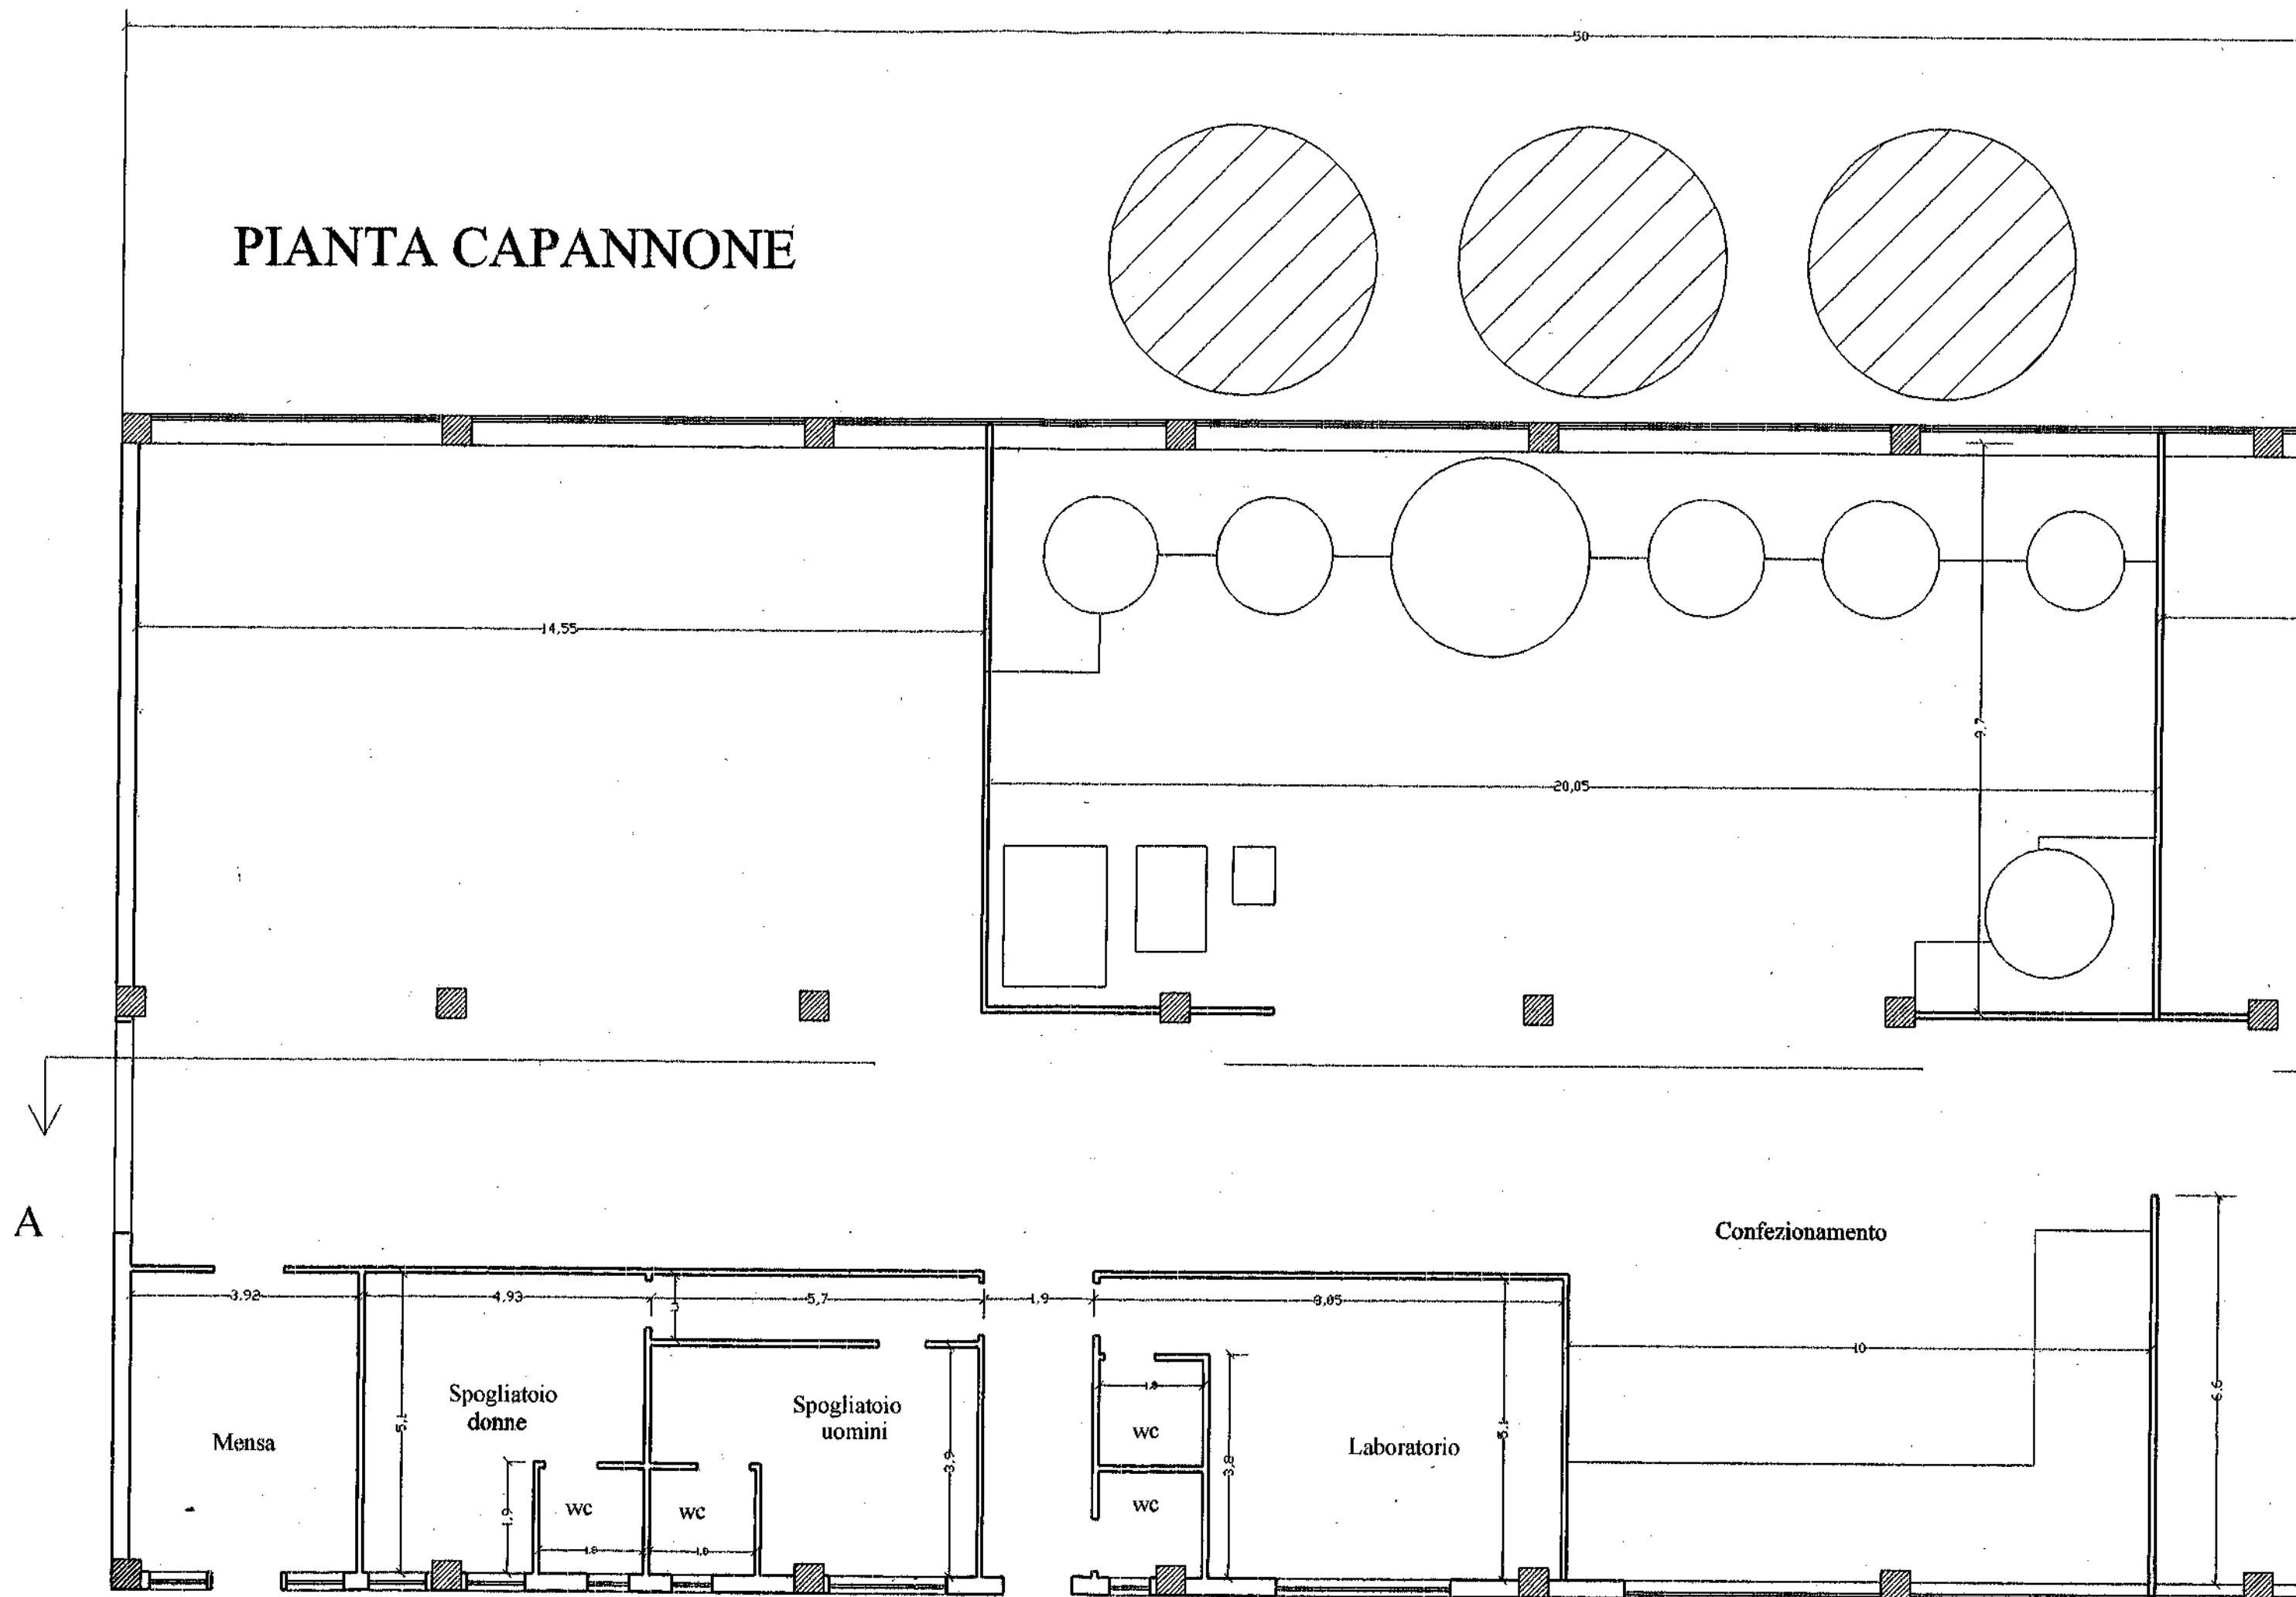 50
PIANTA CAPANNONE
14,55
9,7
20,05
A
Confezionamento
3,92
4,93
5,7
1,9
8,05
10
6,6
5,1
Spogliatoio
donne
Spogliatoio
uomini
Mensa
3,9
1,9
wc
wc
1,8
1,8
1,8
wc
wc
3,8
Laboratorio
5,1